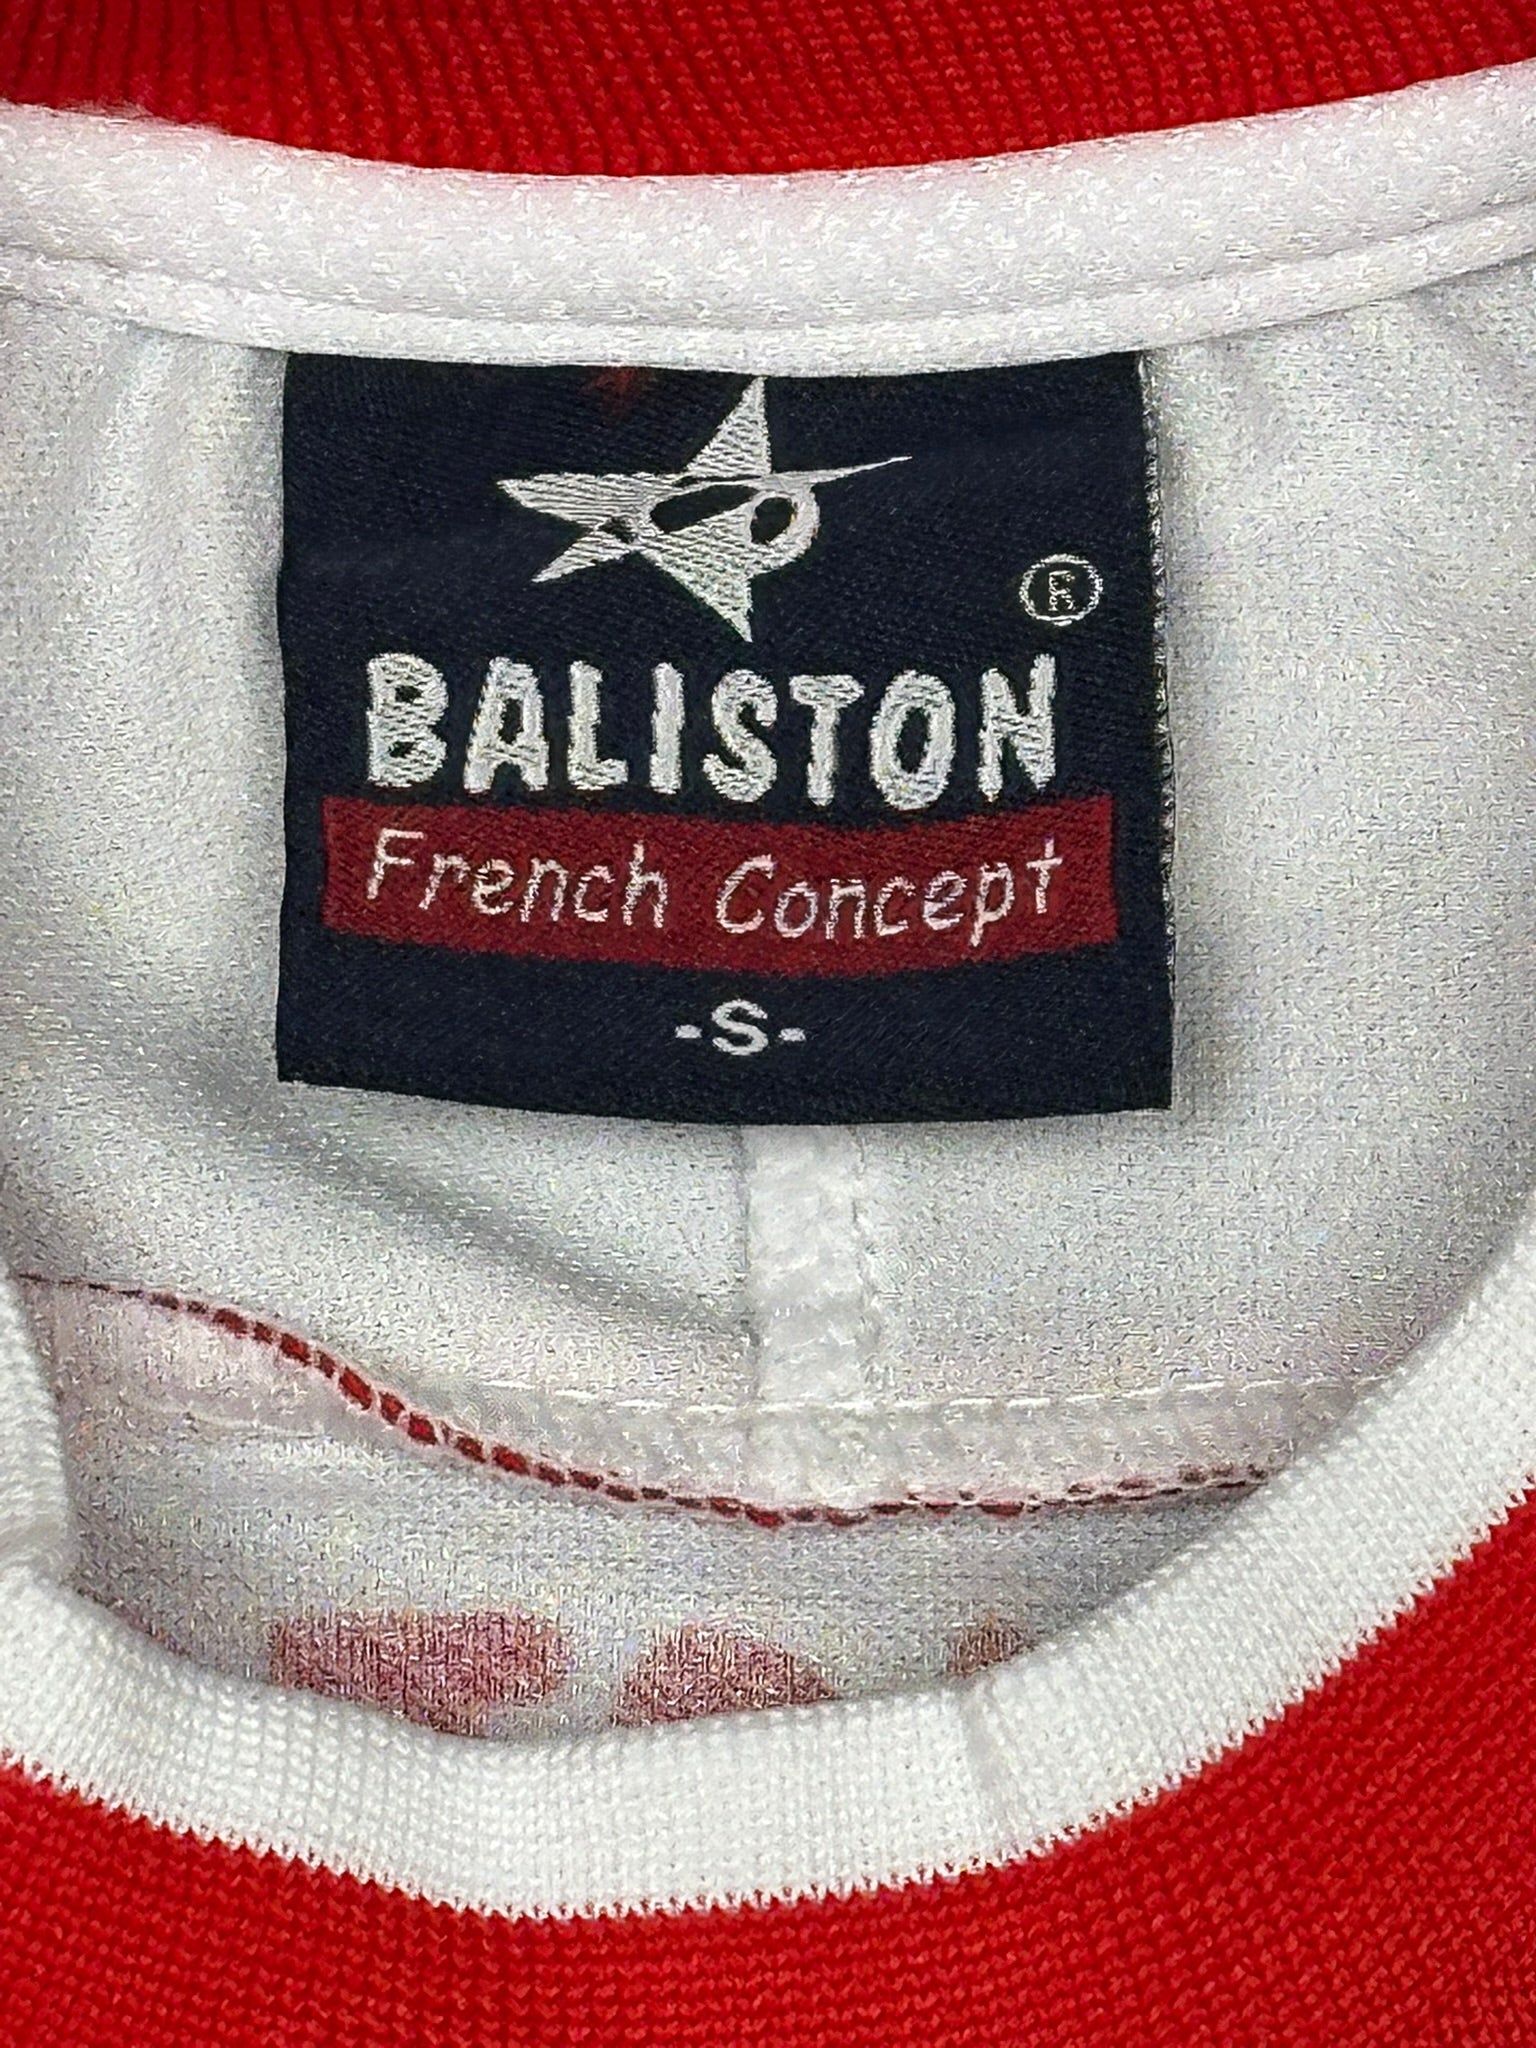 ®
BALISTON
French Concept
-S-